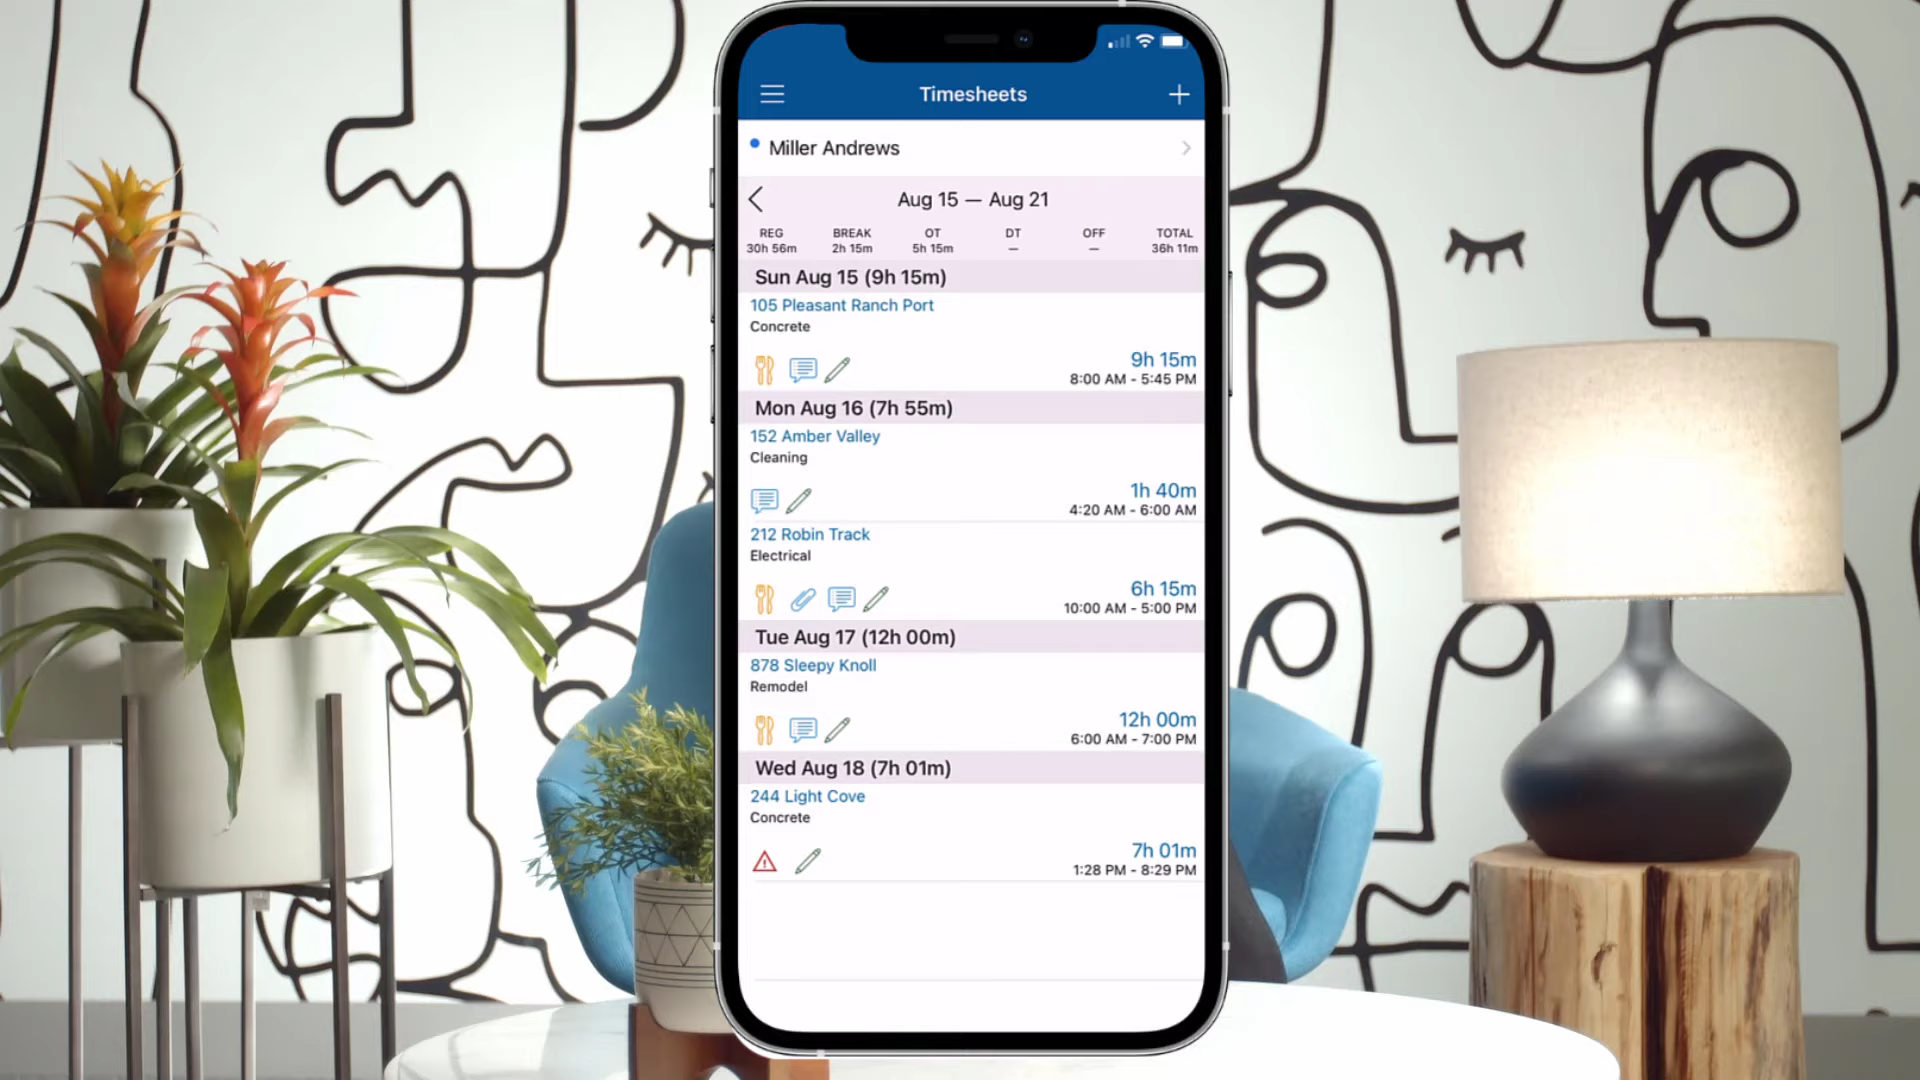 Timesheets
Miller Andrews
Aug 15 — Aug 21
REG BREAK OT DT OFF TOTAL
30h 56m 2h 15m 5h 15m — — 36h 11m
Sun Aug 15 (9h 15m)
105 Pleasant Ranch Port
Concrete
9h 15m
8:00 AM - 5:45 PM
Mon Aug 16 (7h 55m)
152 Amber Valley
Cleaning
1h 40m
4:20 AM - 6:00 AM
212 Robin Track
Electrical
6h 15m
10:00 AM - 5:00 PM
Tue Aug 17 (12h 00m)
878 Sleepy Knoll
Remodel
12h 00m
6:00 AM - 7:00 PM
Wed Aug 18 (7h 01m)
244 Light Cove
Concrete
7h 01m
1:28 PM - 8:29 PM